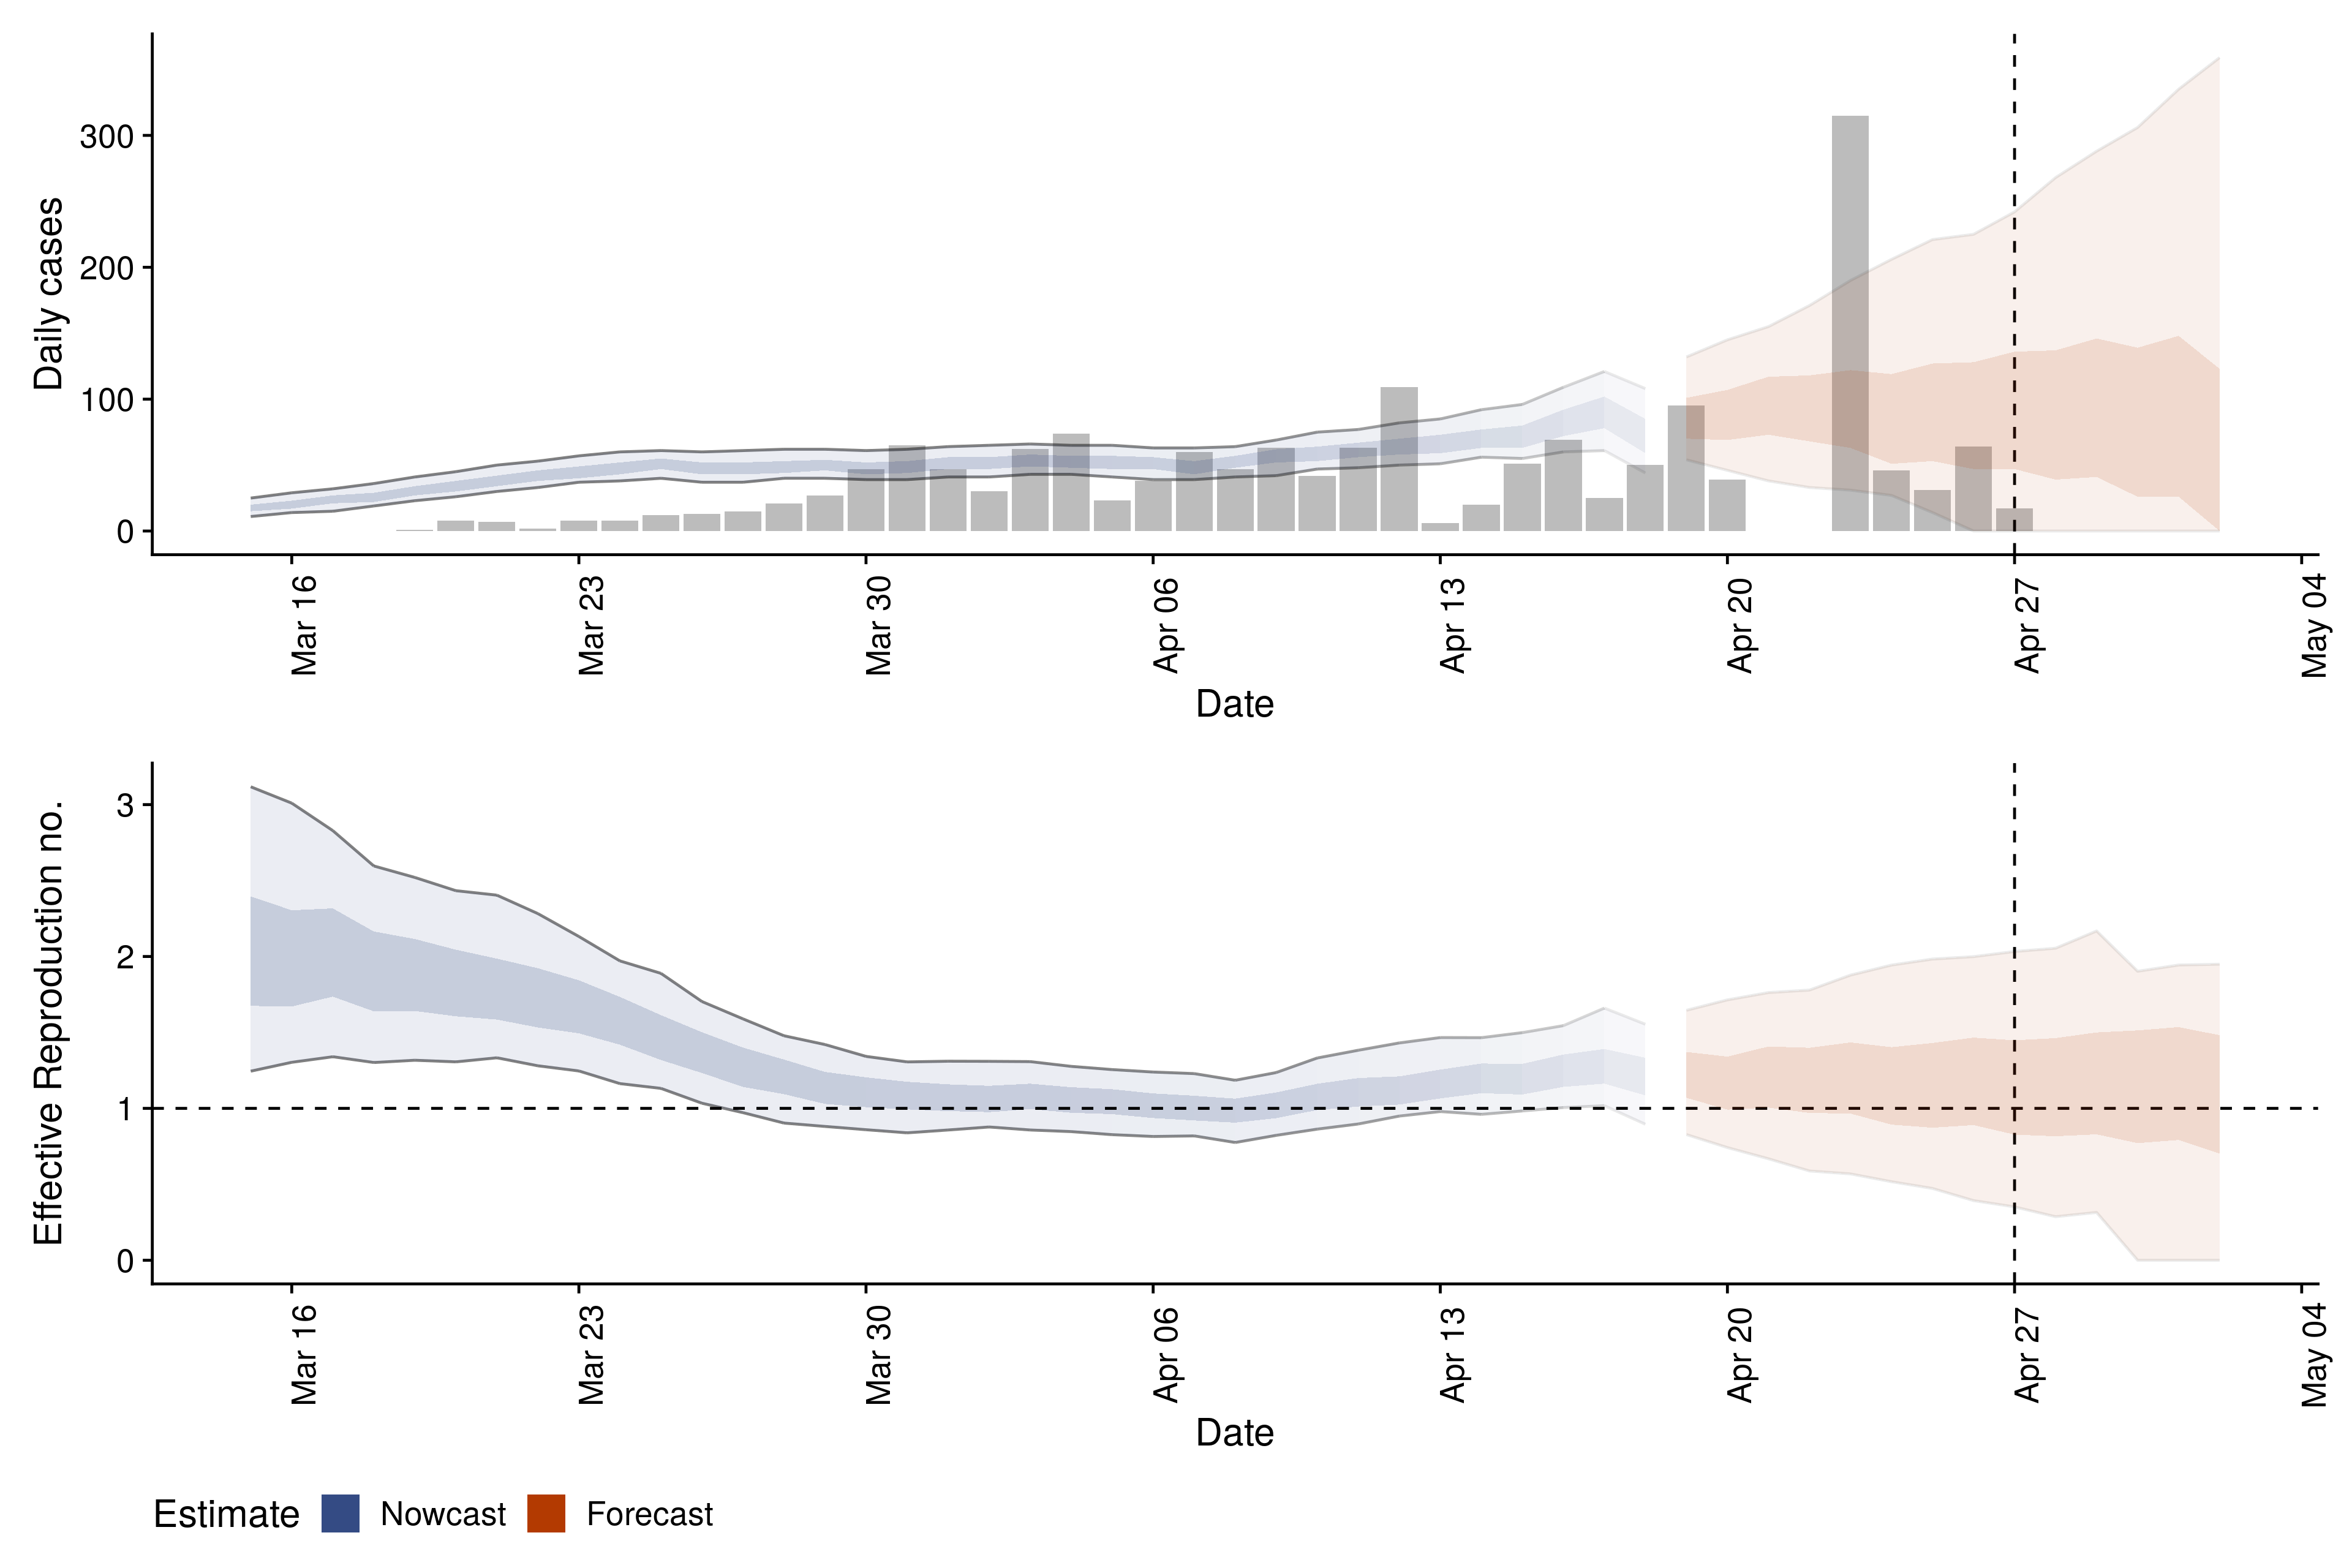 Daily cases
300
200
100
0
Mar 16
Mar 23
Mar 30
Apr 06
Apr 13
Apr 20
Apr 27
May 04
Date
Effective Reproduction no.
3
2
1
0
Mar 16
Mar 23
Mar 30
Apr 06
Apr 13
Apr 20
Apr 27
May 04
Date
Estimate Nowcast Forecast